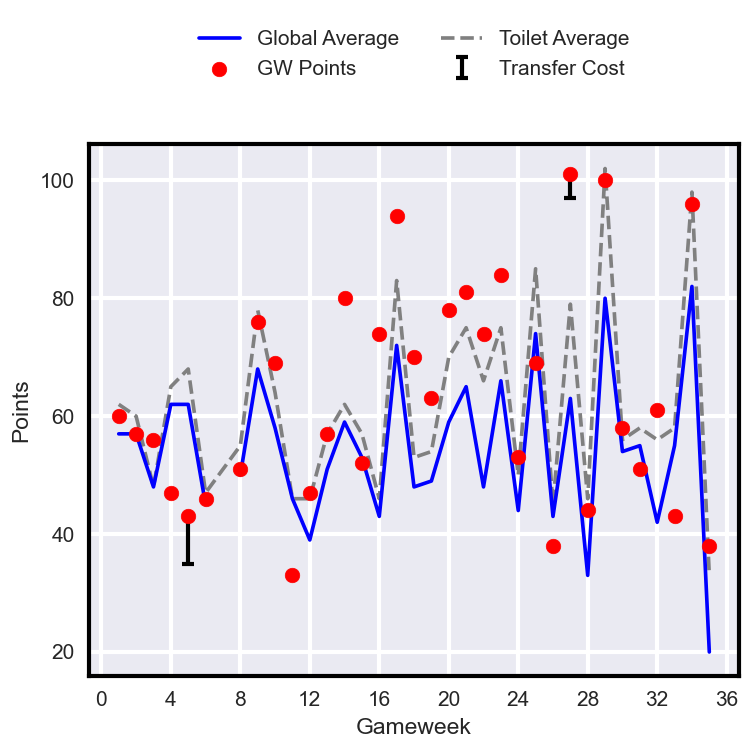 Global Average
Toilet Average
GW Points
Transfer Cost
100
80
60
40
20
Points
0 4 8 12 16 20 24 28 32 36
Gameweek